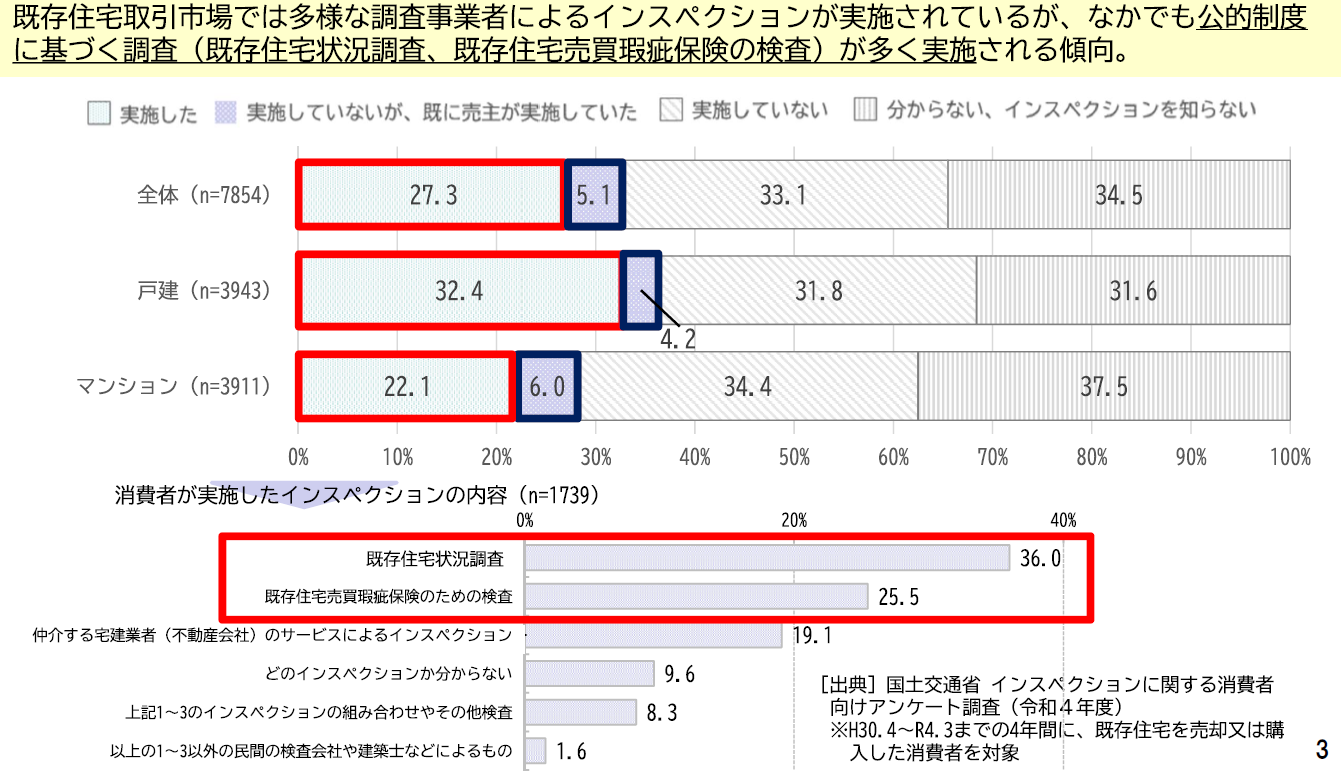 既存住宅取引市場では多様な調査事業者によるインスペクションが実施されているが、なかでも公的制度
に基づく調査（既存住宅状況調査、既存住宅売買瑕疵保険の検査）が多く実施される傾向。
実施した
実施していないが、既に売主が実施していた
実施していない
分からない、インスペクションを知らない
全体（n=7854）
27.3
5.1
33.1
34.5
戸建（n=3943）
32.4
4.2
31.8
31.6
マンション（n=3911）
22.1
6.0
34.4
37.5
0%
10%
20%
30%
40%
50%
60%
70%
80%
90%
100%
消費者が実施したインスペクションの内容（n=1739）
0%
20%
40%
既存住宅状況調査
36.0
既存住宅売買瑕疵保険のための検査
25.5
仲介する宅建業者（不動産会社）のサービスによるインスペクション
19.1
どのインスペクションか分からない
9.6
上記1～3のインスペクションの組み合わせやその他検査
8.3
以上の1～3以外の民間の検査会社や建築士などによるもの
1.6
［出典］国土交通省 インスペクションに関する消費者
向けアンケート調査（令和４年度）
※H30.4～R4.3までの4年間に、既存住宅を売却又は購
入した消費者を対象
3